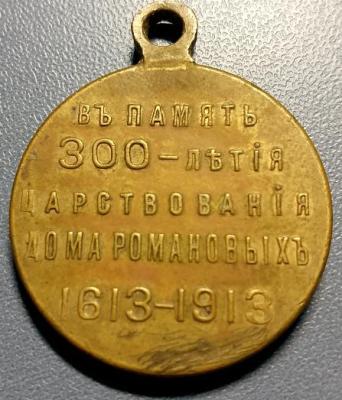 ВЪ ПАМЯТЬ
300-ЛѢТІЯ
ЦАРСТВОВАНІЯ
ДОМА РОМАНОВЫХЪ
1613-1913